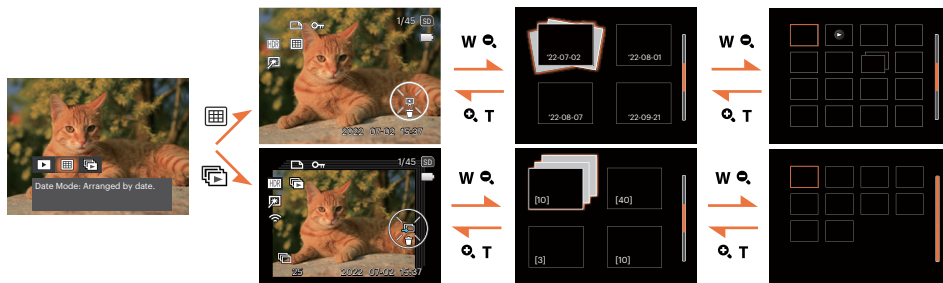 Date Mode: Arranged by date.
1/45 SD
HDR
2022 07-02 15:37
W
T
'22-07-02
'22-08-01
'22-08-07
'22-09-21
W
T
1/45 SD
HDR
25 2022 07-02 15:37
W
T
[10]
[40]
[3]
[10]
W
T